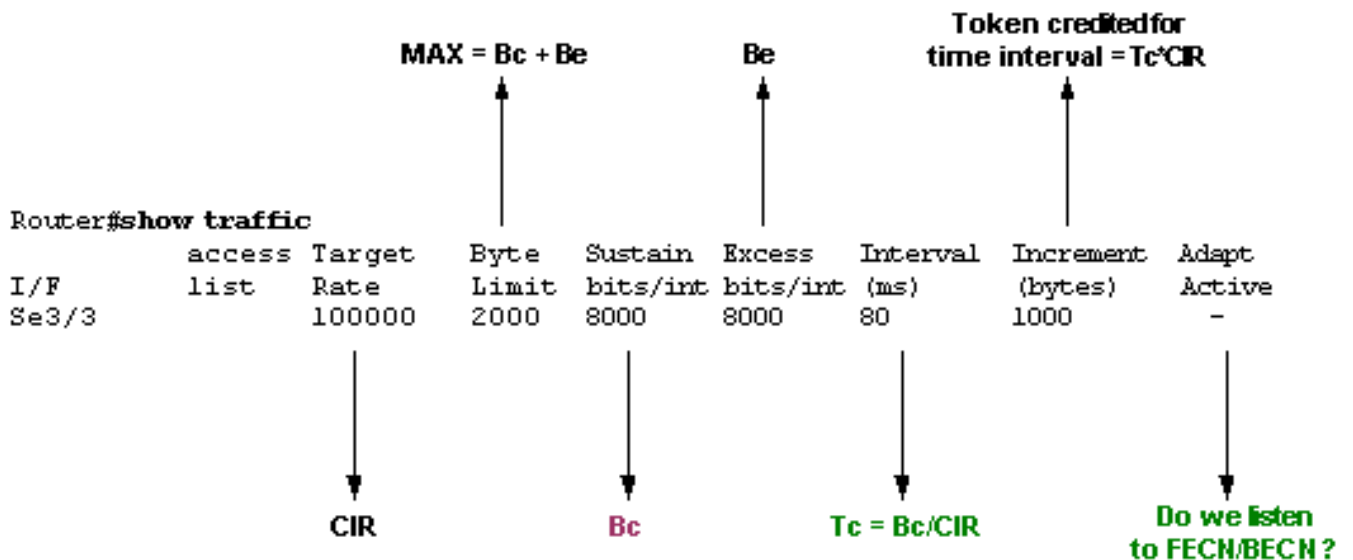 Token credited for
MAX = Bc + Be Be time interval = Tc*CIR
Router#show traffic
access Target Byte Sustain Excess Interval Increment Adapt
I/F list Rate Limit bits/int bits/int (ms) (bytes) Active
Se3/3 100000 2000 8000 8000 80 1000 -
CIR Bc Tc = Bc/CIR Do we listen
to FECN/BECN ?